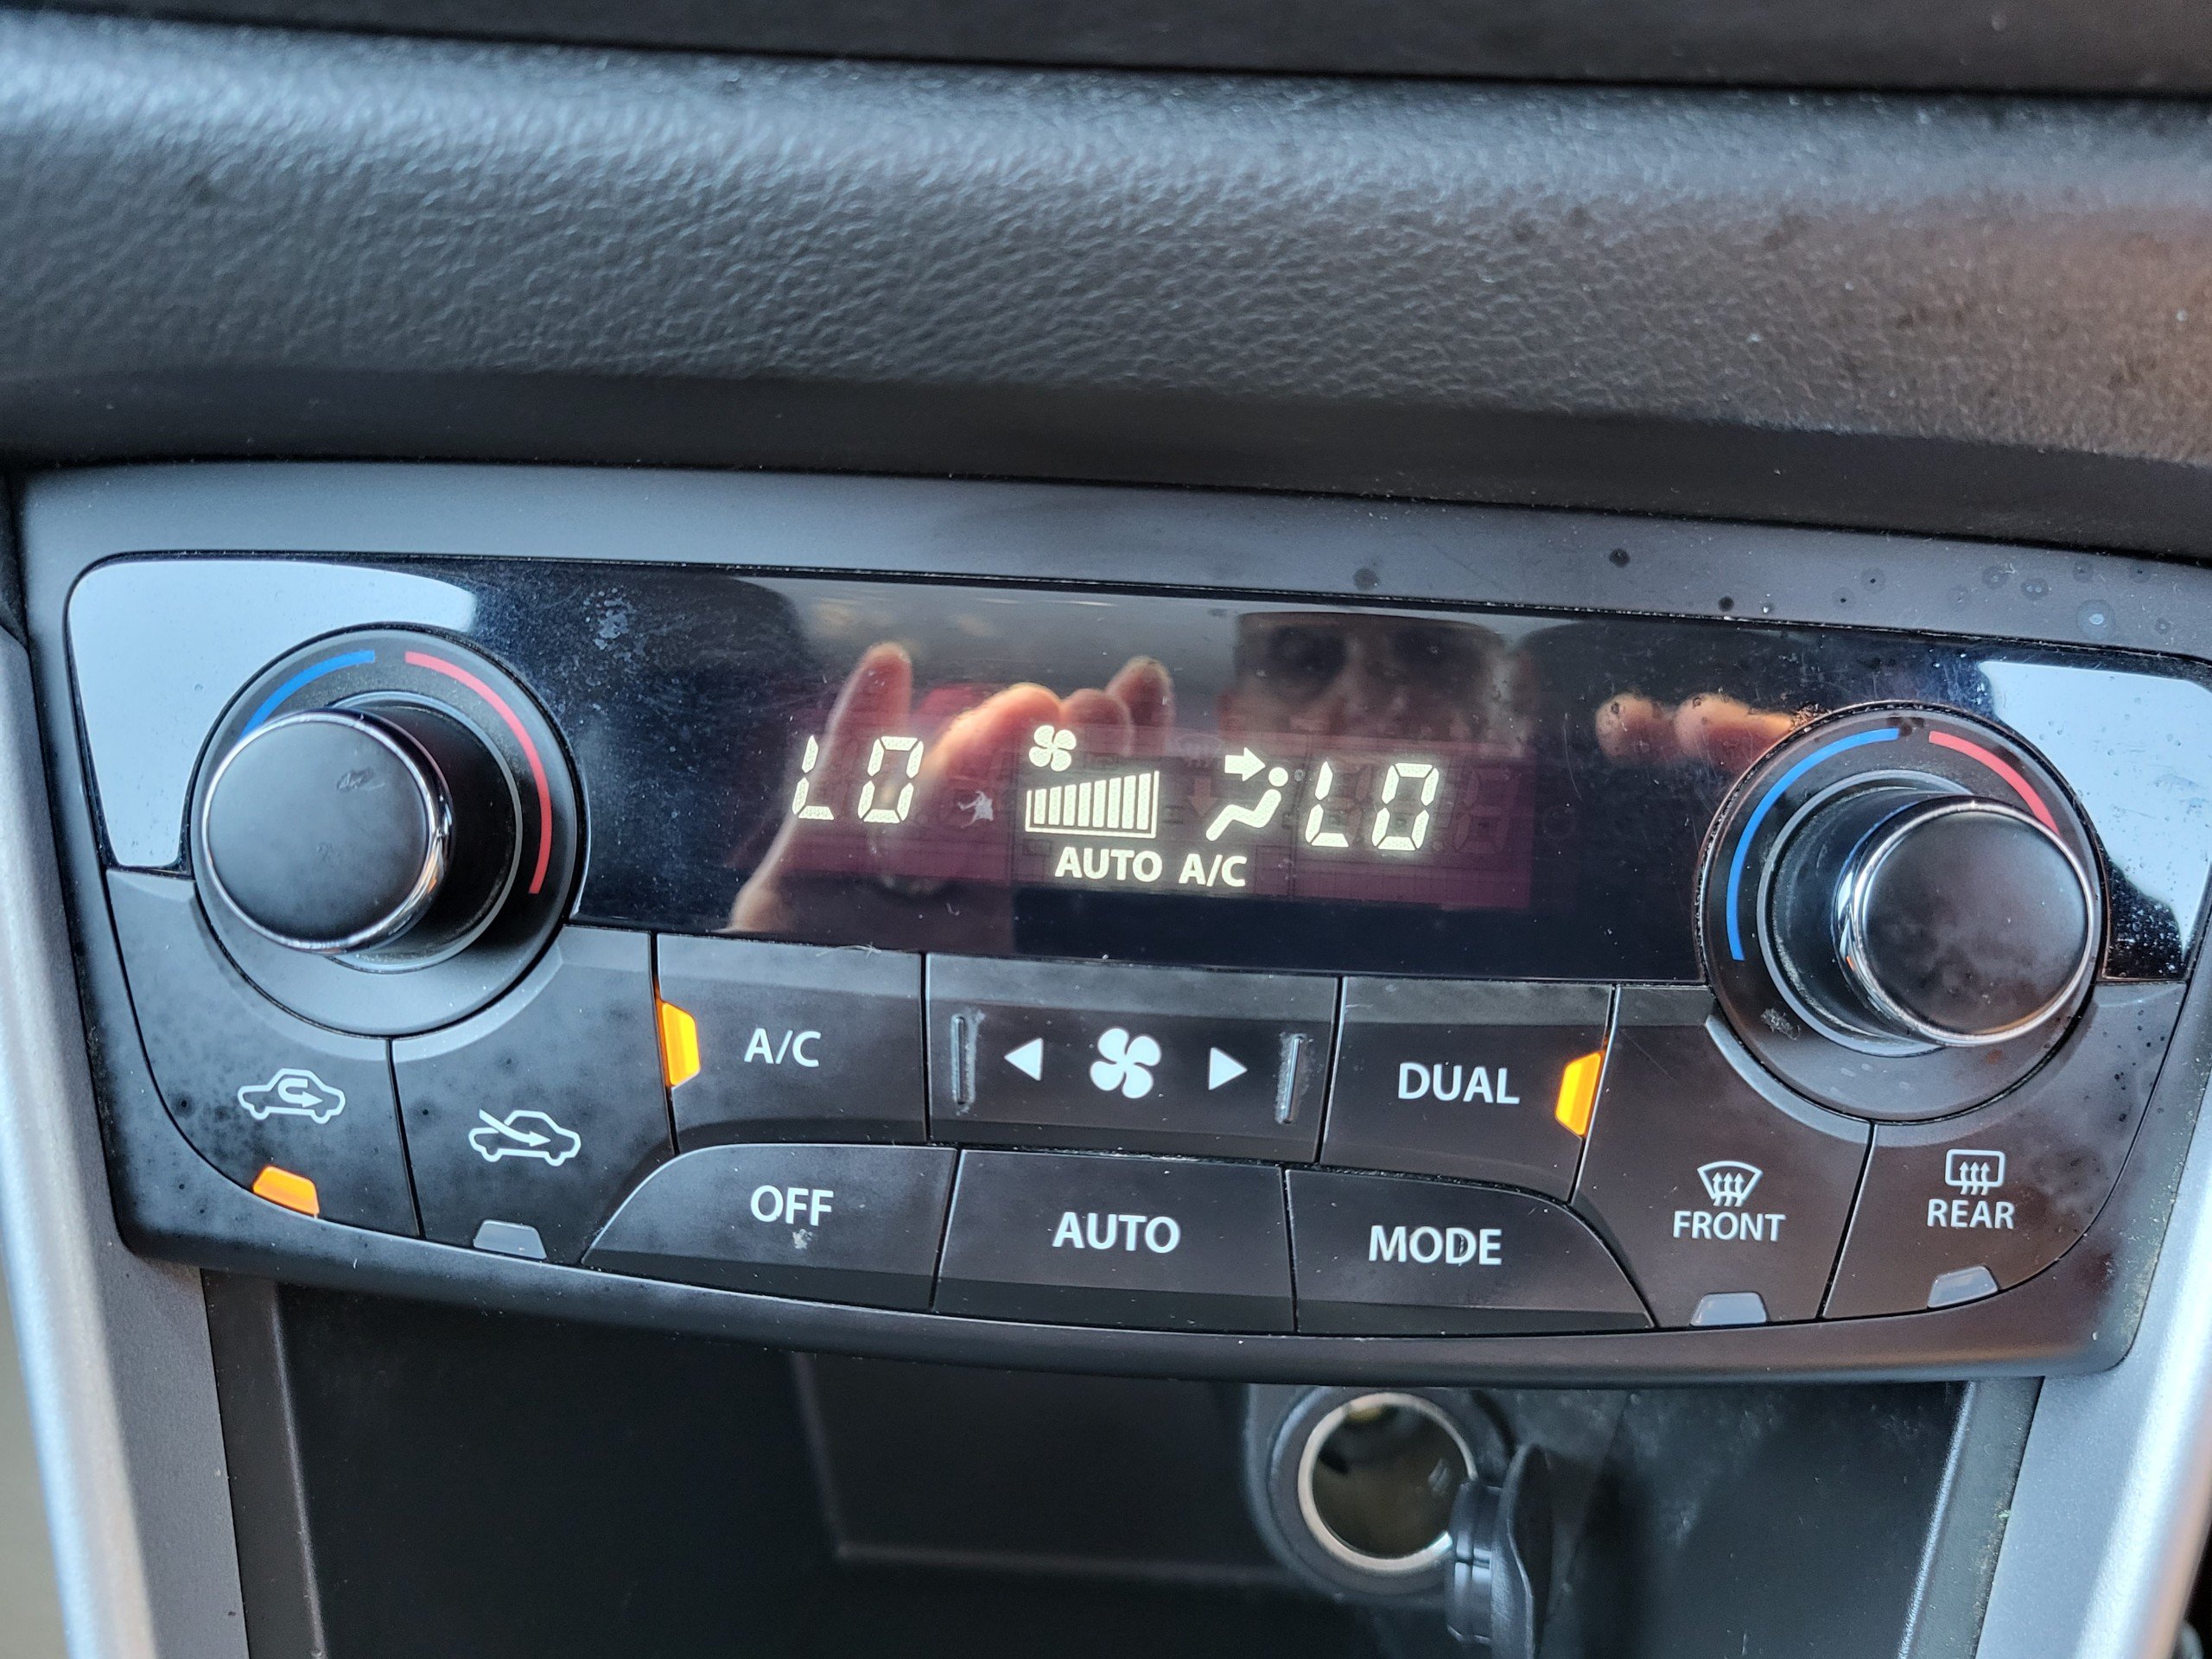 LO LO
AUTO A/C
A/C
DUAL
OFF
AUTO
MODE
FRONT
REAR